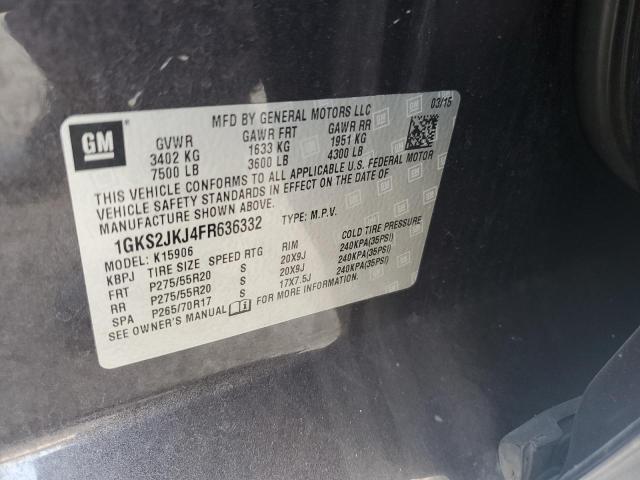 GM
MFD BY GENERAL MOTORS LLC
03/15
GVWR GAWR FRT GAWR RR
3402 KG 1633 KG 1951 KG
7500 LB 3600 LB 4300 LB
THIS VEHICLE CONFORMS TO ALL APPLICABLE U.S. FEDERAL MOTOR
VEHICLE SAFETY STANDARDS IN EFFECT ON THE DATE OF
MANUFACTURE SHOWN ABOVE.
1GKS2JKJ4FR636332 TYPE: M.P.V.
MODEL: K15906
KBPJ TIRE SIZE SPEED RTG RIM COLD TIRE PRESSURE
FRT P275/55R20 S 20X9J 240KPA(35PSI)
RR P275/55R20 S 20X9J 240KPA(35PSI)
SPA P265/70R17 S 17X7.5J 240KPA(35PSI)
SEE OWNER'S MANUAL